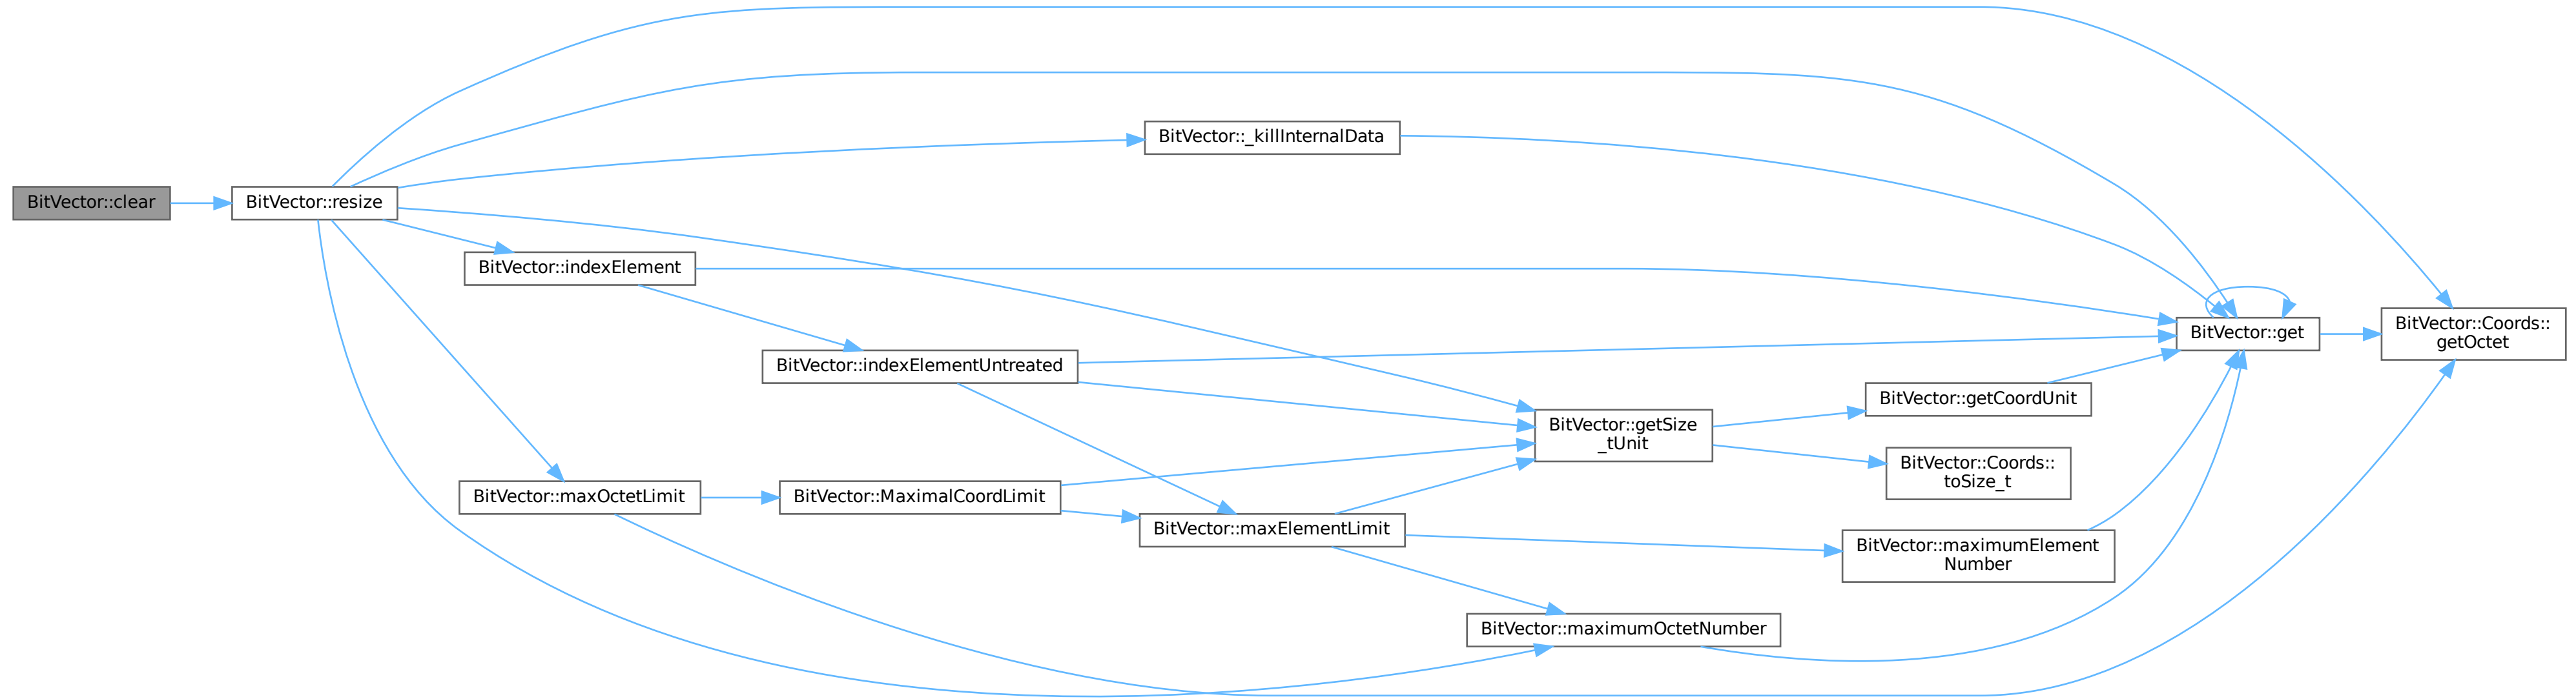 BitVector::clear
BitVector::resize
BitVector::_killInternalData
BitVector::indexElement
BitVector::indexElementUntreated
BitVector::maxOctetLimit
BitVector::MaximalCoordLimit
BitVector::maxElementLimit
BitVector::getSize
_tUnit
BitVector::maximumOctetNumber
BitVector::getCoordUnit
BitVector::Coords::
toSize_t
BitVector::maximumElement
Number
BitVector::get
BitVector::Coords::
getOctet